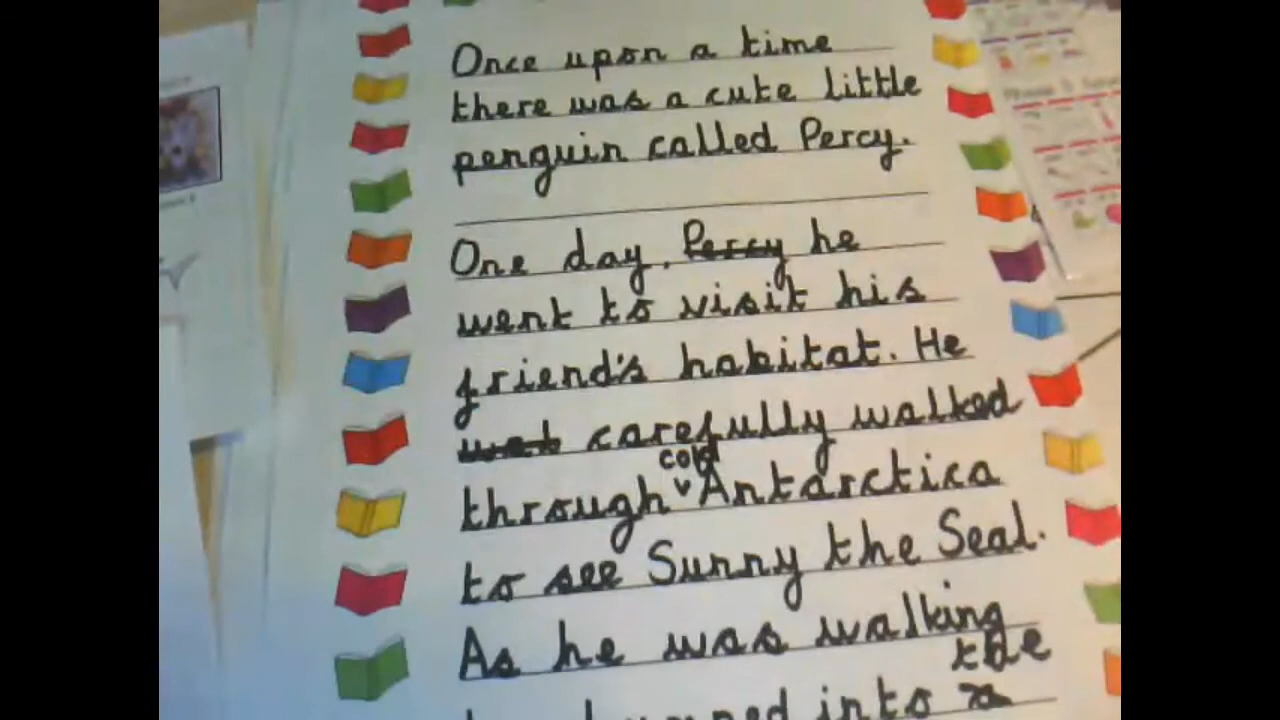 Once upon a time
there was a cute little
penguin called Percy.
One day, Percy he
went to visit his
friend's habitat. He
carefully walked
cold
through Antarctica
to see Sunny the Seal.
As he was walking
the
into